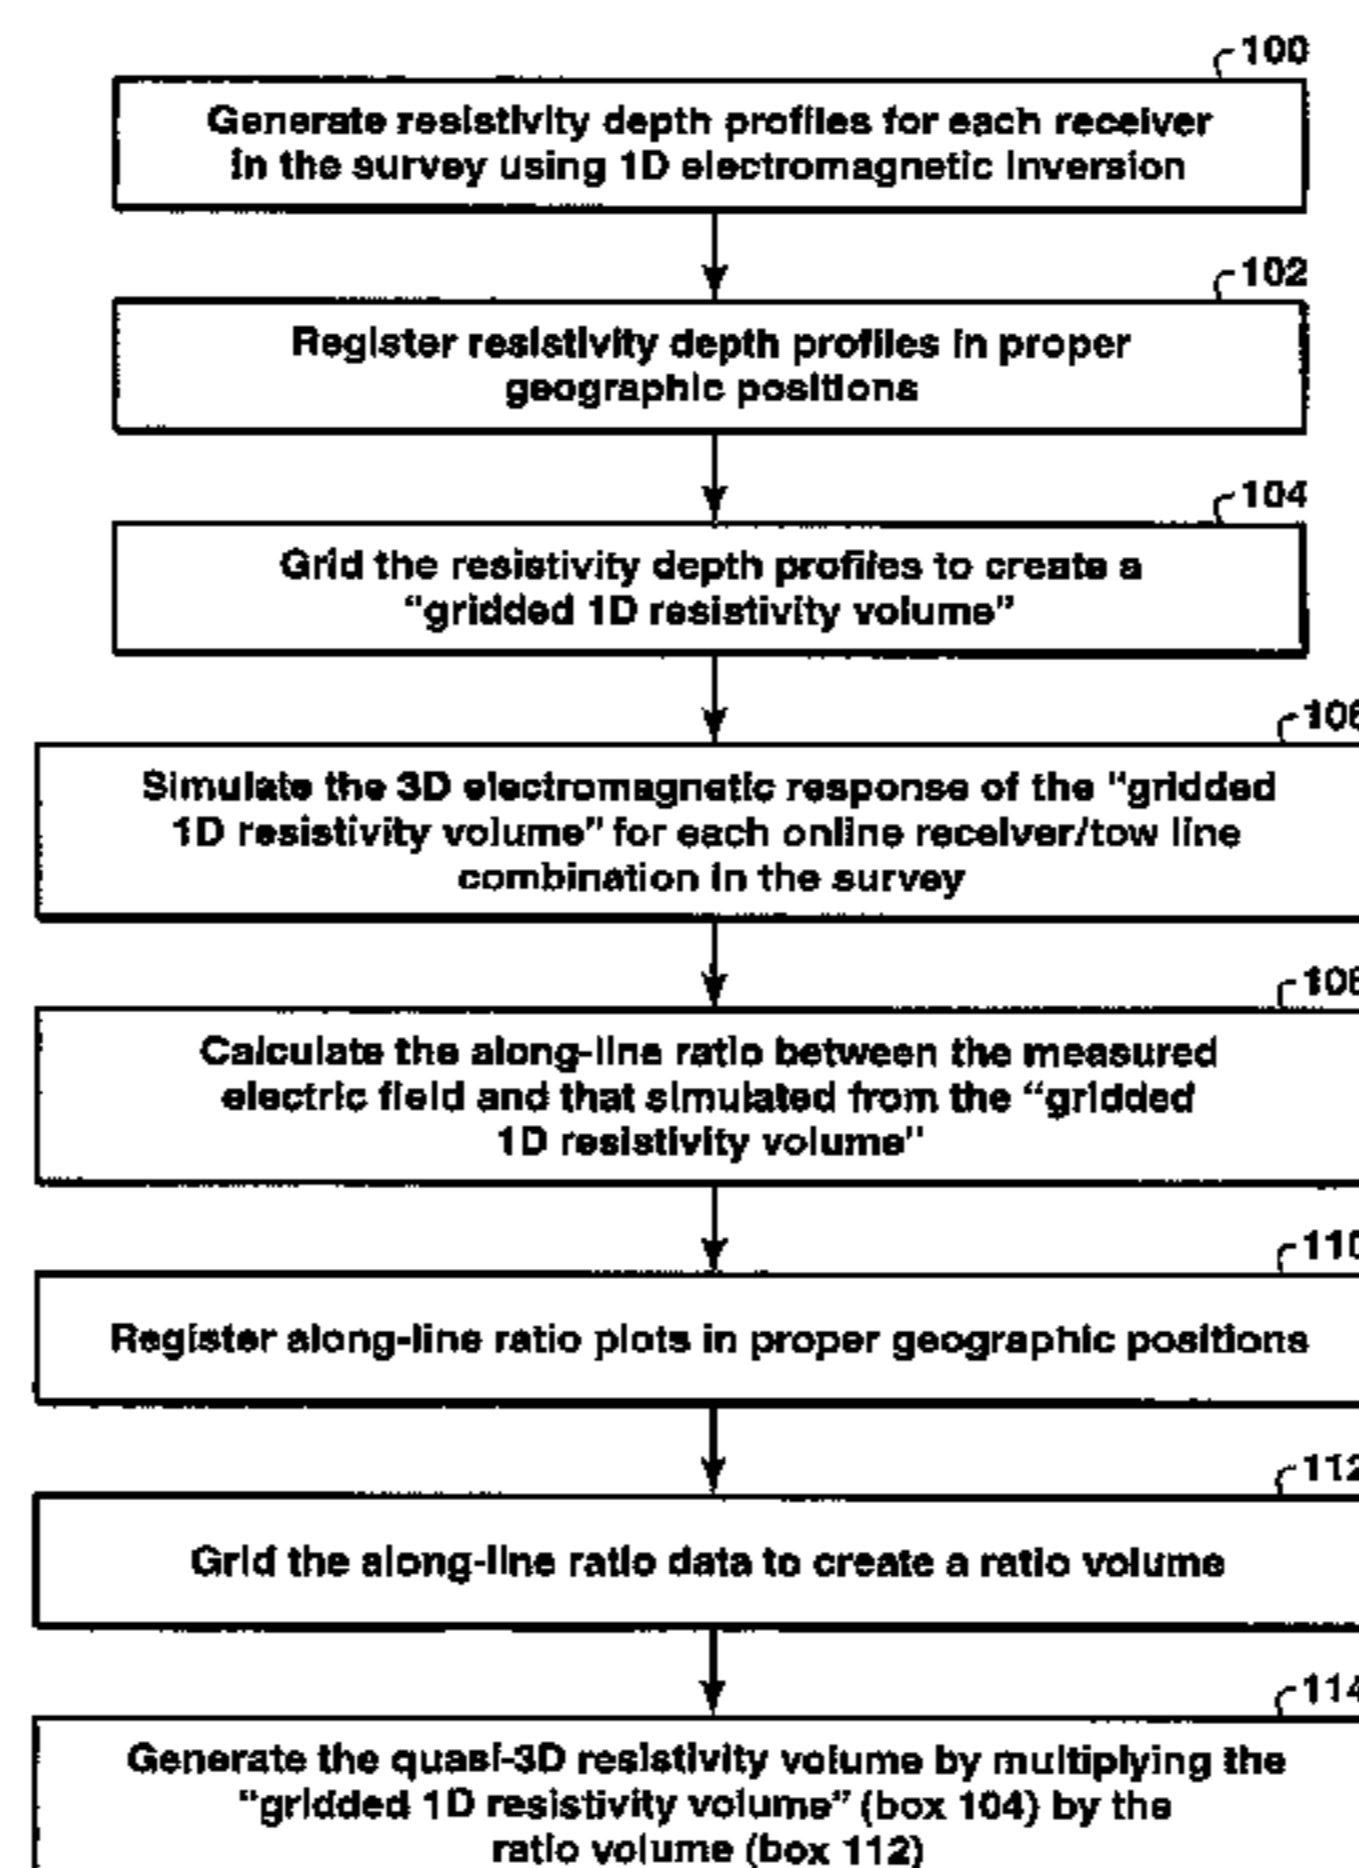 100
Generate resistivity depth profiles for each receiver
in the survey using 1D electromagnetic inversion
102
Register resistivity depth profiles in proper
geographic positions
104
Grid the resistivity depth profiles to create a
“gridded 1D resistivity volume”
106
Simulate the 3D electromagnetic response of the “gridded
1D resistivity volume” for each online receiver/tow line
combination in the survey
Calculate the along-line ratio between the measured
electric field and that simulated from the “gridded
1D resistivity volume”
110
Register along-line ratio plots in proper geographic positions
112
Grid the along-line ratio data to create a ratio volume
114
Generate the quasi-3D resistivity volume by multiplying the
“gridded 1D resistivity volume” (box 104) by the
ratio volume (box 112)